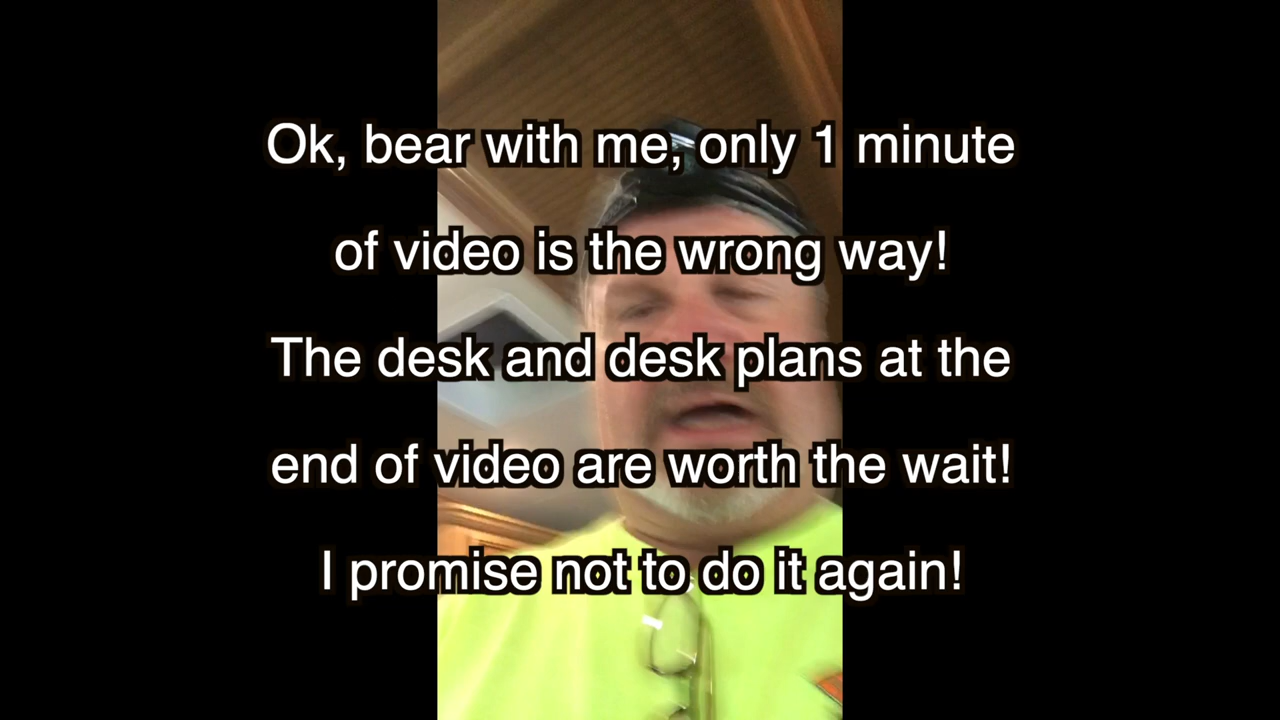 Ok, bear with me, only 1 minute
of video is the wrong way!
The desk and desk plans at the
end of video are worth the wait!
I promise not to do it again!